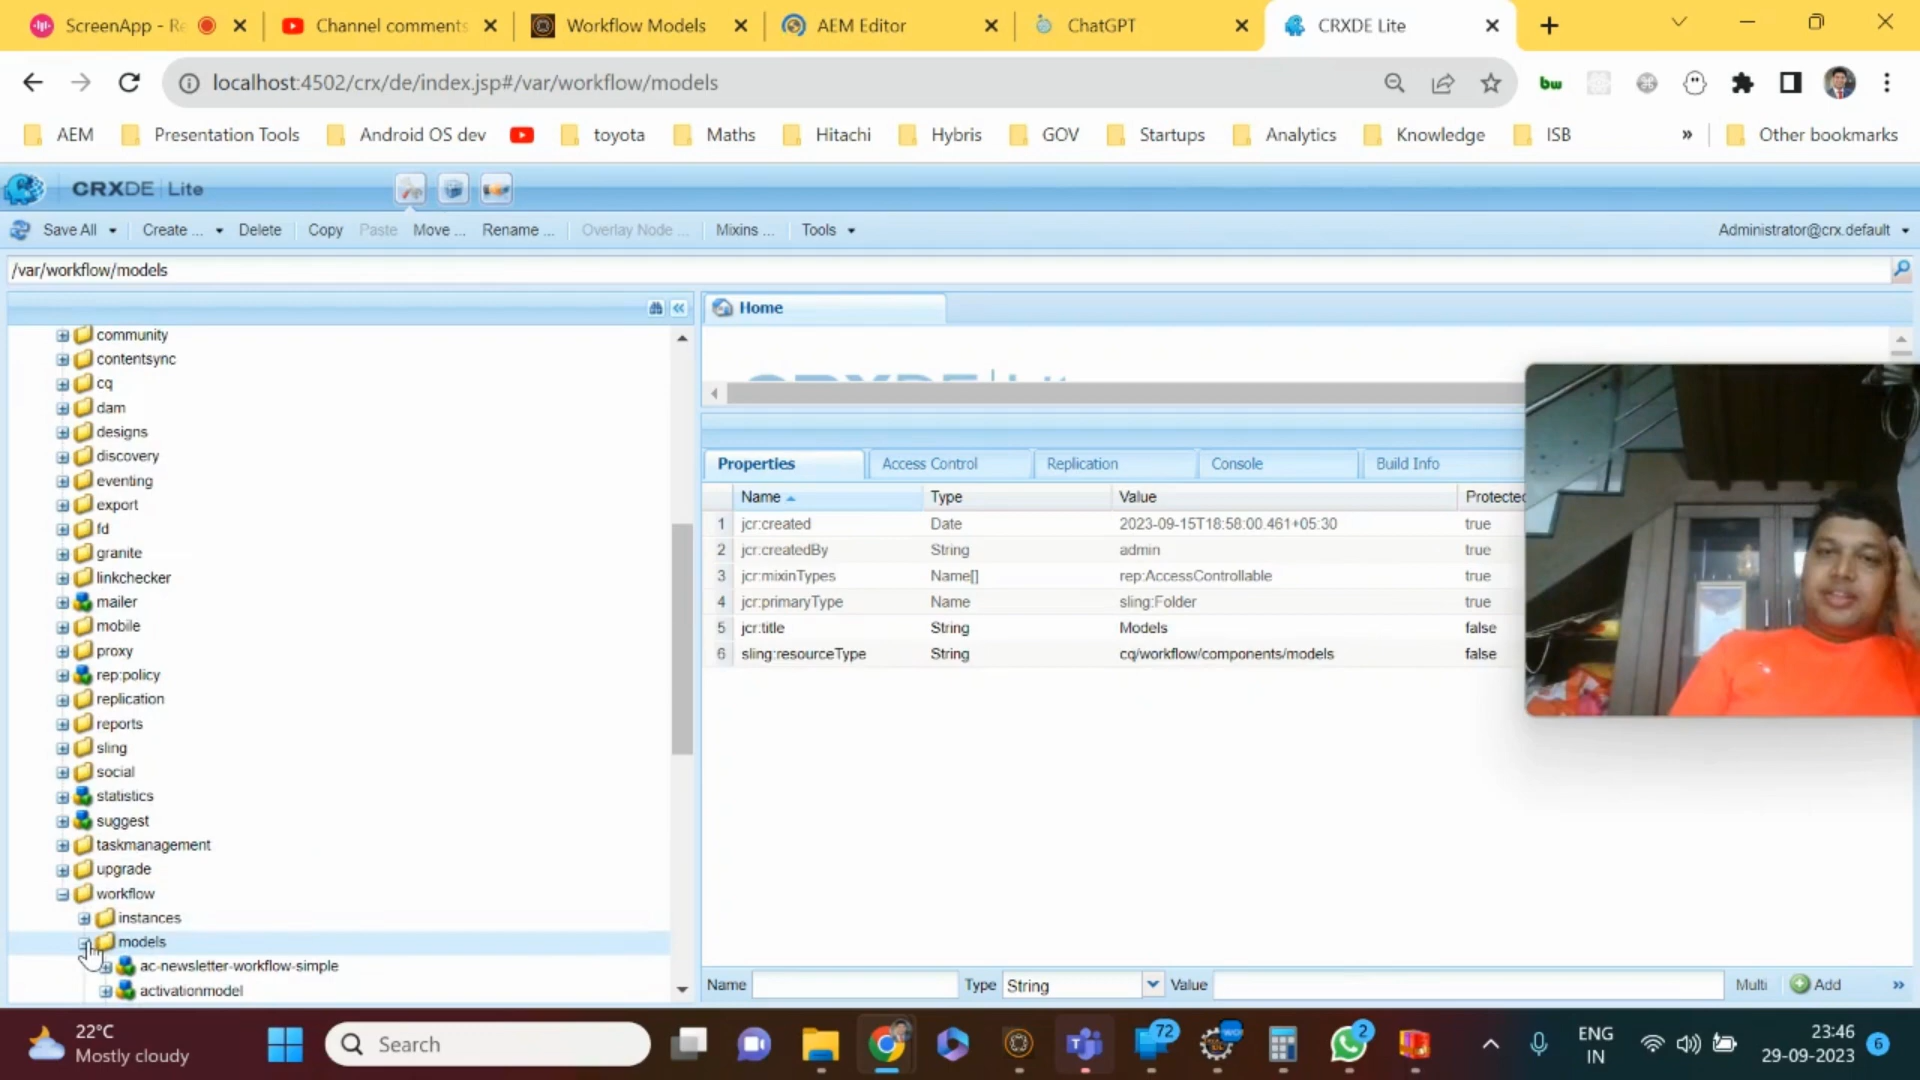 ScreenApp - Re
Channel comments
Workflow Models
AEM Editor
ChatGPT
CRXDE Lite
localhost:4502/crx/de/index.jsp#/var/workflow/models
bw
AEM
Presentation Tools
Android OS dev
toyota
Maths
Hitachi
Hybris
GOV
Startups
Analytics
Knowledge
ISB
»
Other bookmarks
CRXDE | Lite
Save All
Create ...
Delete
Copy
Paste
Move ...
Rename ...
Overlay Node ...
Mixins ...
Tools
Administrator@crx.default
/var/workflow/models
Home
community
contentsync
cq
dam
designs
discovery
eventing
export
fd
granite
linkchecker
mailer
mobile
proxy
rep:policy
replication
reports
sling
social
statistics
suggest
taskmanagement
upgrade
workflow
instances
models
ac-newsletter-workflow-simple
activationmodel
Properties
Access Control
Replication
Console
Build Info
Name Type Value Protected
1 jcr:created Date 2023-09-15T18:58:00.461+05:30 true
2 jcr:createdBy String admin true
3 jcr:mixinTypes Name[] rep:AccessControllable true
4 jcr:primaryType Name sling:Folder true
5 jcr:title String Models false
6 sling:resourceType String cq/workflow/components/models false
Name Type String Value Multi Add »
22°C
Mostly cloudy
Search
72
2
ENG
IN
23:46
29-09-2023
6